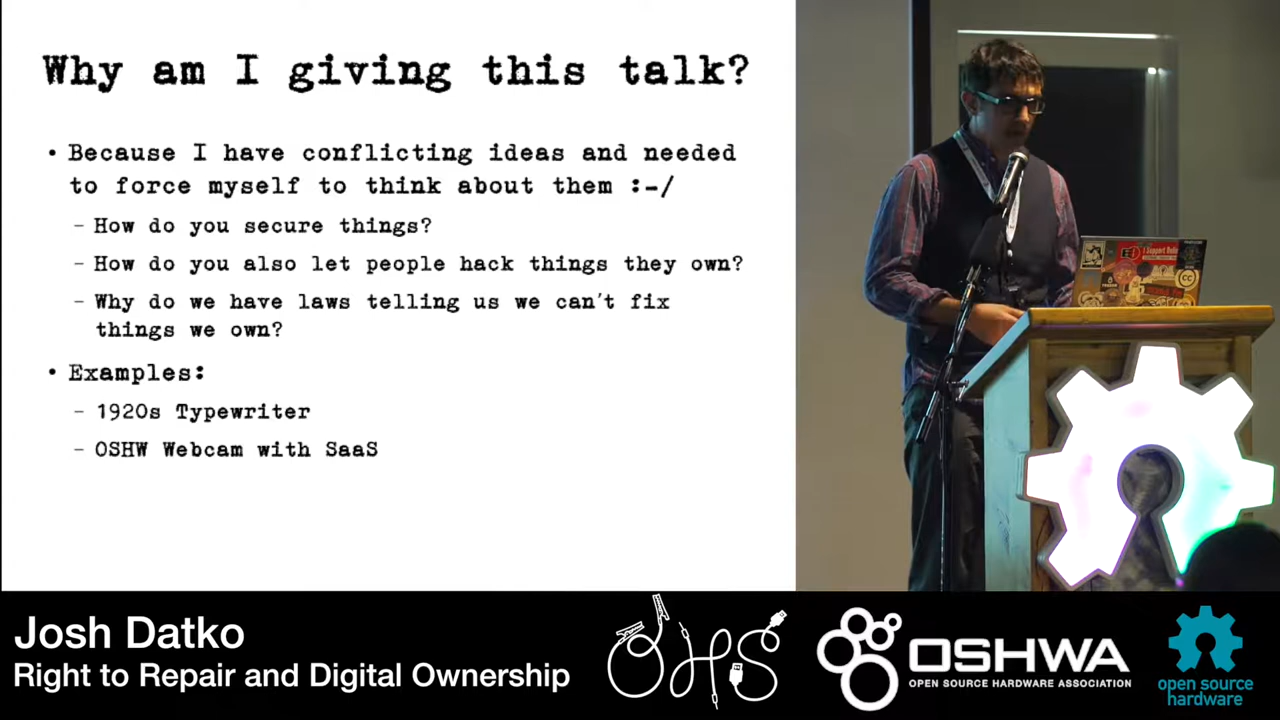 Why am I giving this talk?
• Because I have conflicting ideas and needed
to force myself to think about them :-/
– How do you secure things?
– How do you also let people hack things they own?
– Why do we have laws telling us we can't fix
things we own?
• Examples:
– 1920s Typewriter
– OSHW Webcam with SaaS
Josh Datko
Right to Repair and Digital Ownership
OHS
OSHWA
OPEN SOURCE HARDWARE ASSOCIATION
open source
hardware